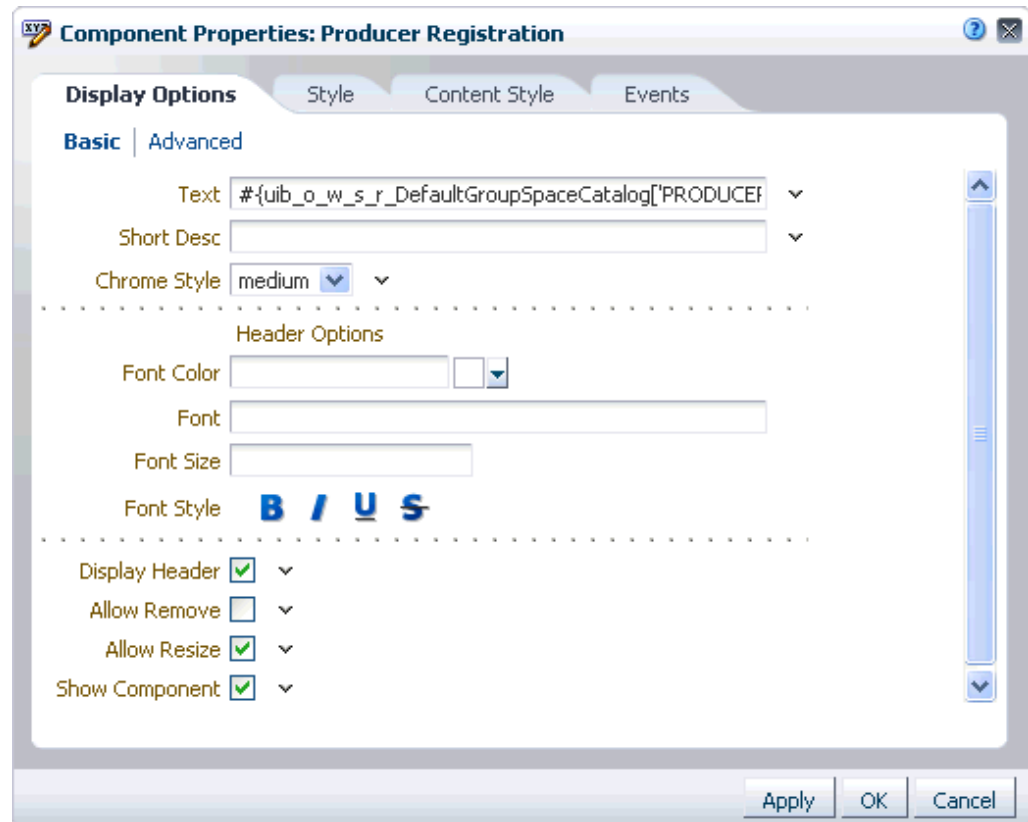 Component Properties: Producer Registration
Display Options Style Content Style Events
Basic Advanced
Text #{uib_o_w_s_r_DefaultGroupSpaceCatalog['PRODUCER
Short Desc
Chrome Style medium
Header Options
Font Color
Font
Font Size
Font Style B I U S
Display Header
Allow Remove
Allow Resize
Show Component
Apply OK Cancel